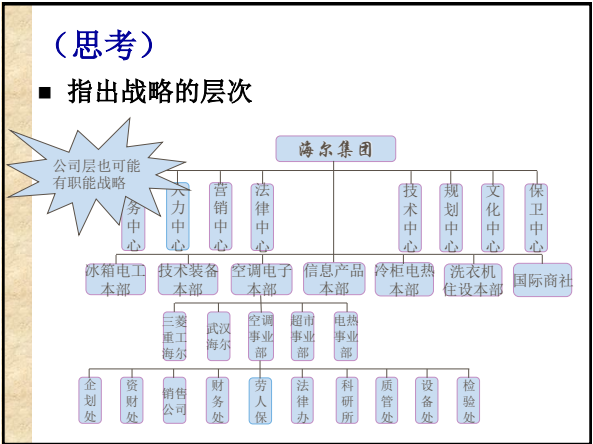 （思考）
■ 指出战略的层次
公司层也可能
有职能战略
海尔集团
务中心
人力中心
营销中心
法律中心
技术中心
规划中心
文化中心
保卫中心
冰箱电工
本部
技术装备
本部
空调电子
本部
信息产品
本部
冷柜电热
本部
洗衣机
住设本部
国际商社
三菱
重工
海尔
武汉
海尔
空调
事业
部
超市
事业
部
电热
事业
部
企划处
资财处
销售
公司
财务处
劳人保
法律办
科研所
质管处
设备处
检验处